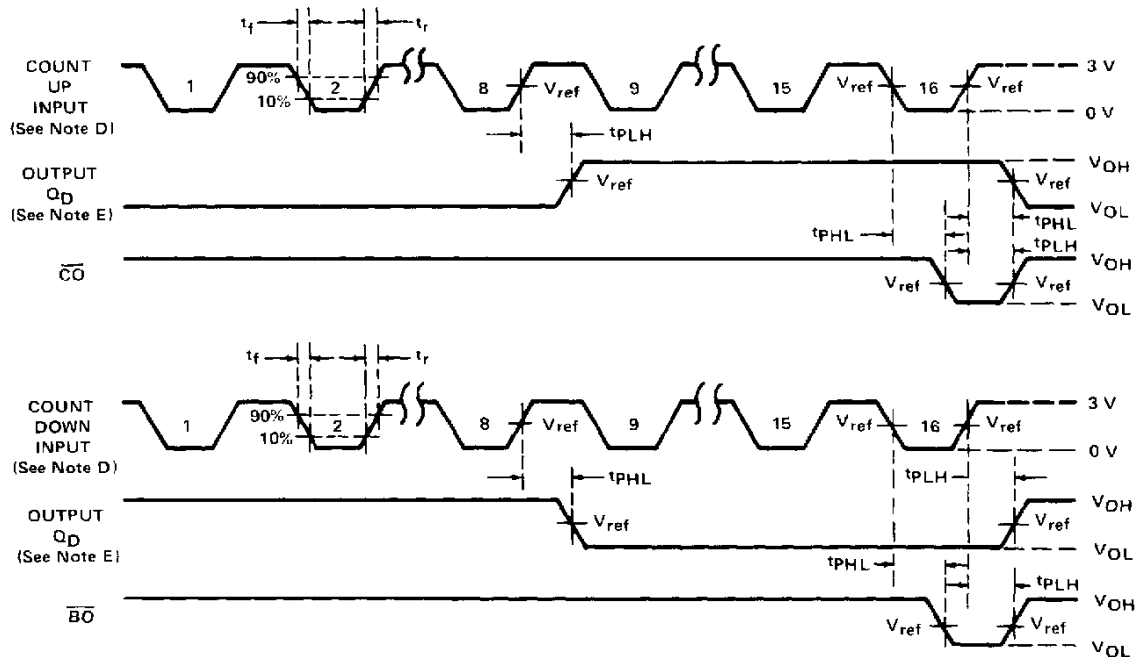 tf tr
COUNT
UP
INPUT
(See Note D)
1 90% 10% 2 8 Vref 9 15 Vref 16 Vref 3 V
0 V
tPLH
OUTPUT
QD
(See Note E)
Vref VOH
Vref
VOL
tPHL tPHL
tPLH
CO VOH
Vref Vref
VOL
tf tr
COUNT
DOWN
INPUT
(See Note D)
1 90% 10% 2 8 Vref 9 15 Vref 16 Vref 3 V
0 V
tPHL tPLH
OUTPUT
QD
(See Note E)
VOH
Vref Vref
VOL
tPHL tPLH
BO VOH
Vref Vref
VOL